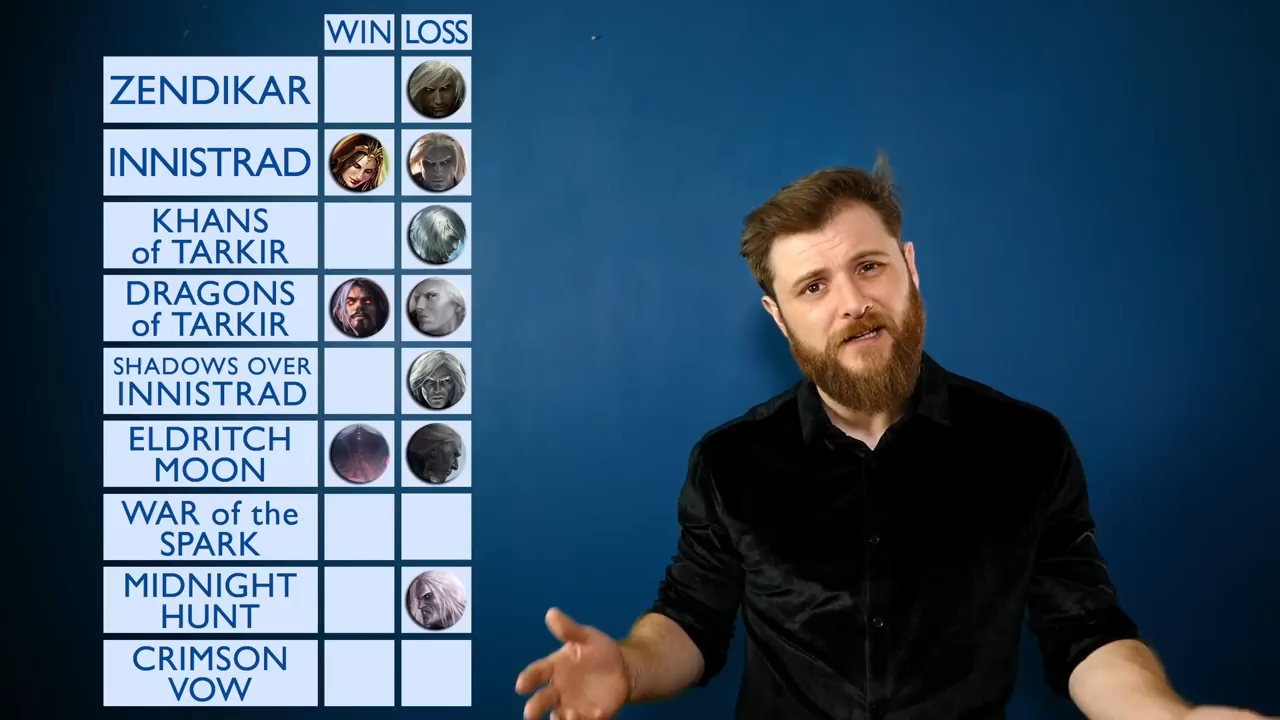 WIN LOSS
ZENDIKAR
INNISTRAD
KHANS
of TARKIR
DRAGONS
of TARKIR
SHADOWS OVER
INNISTRAD
ELDRITCH
MOON
WAR of the
SPARK
MIDNIGHT
HUNT
CRIMSON
VOW